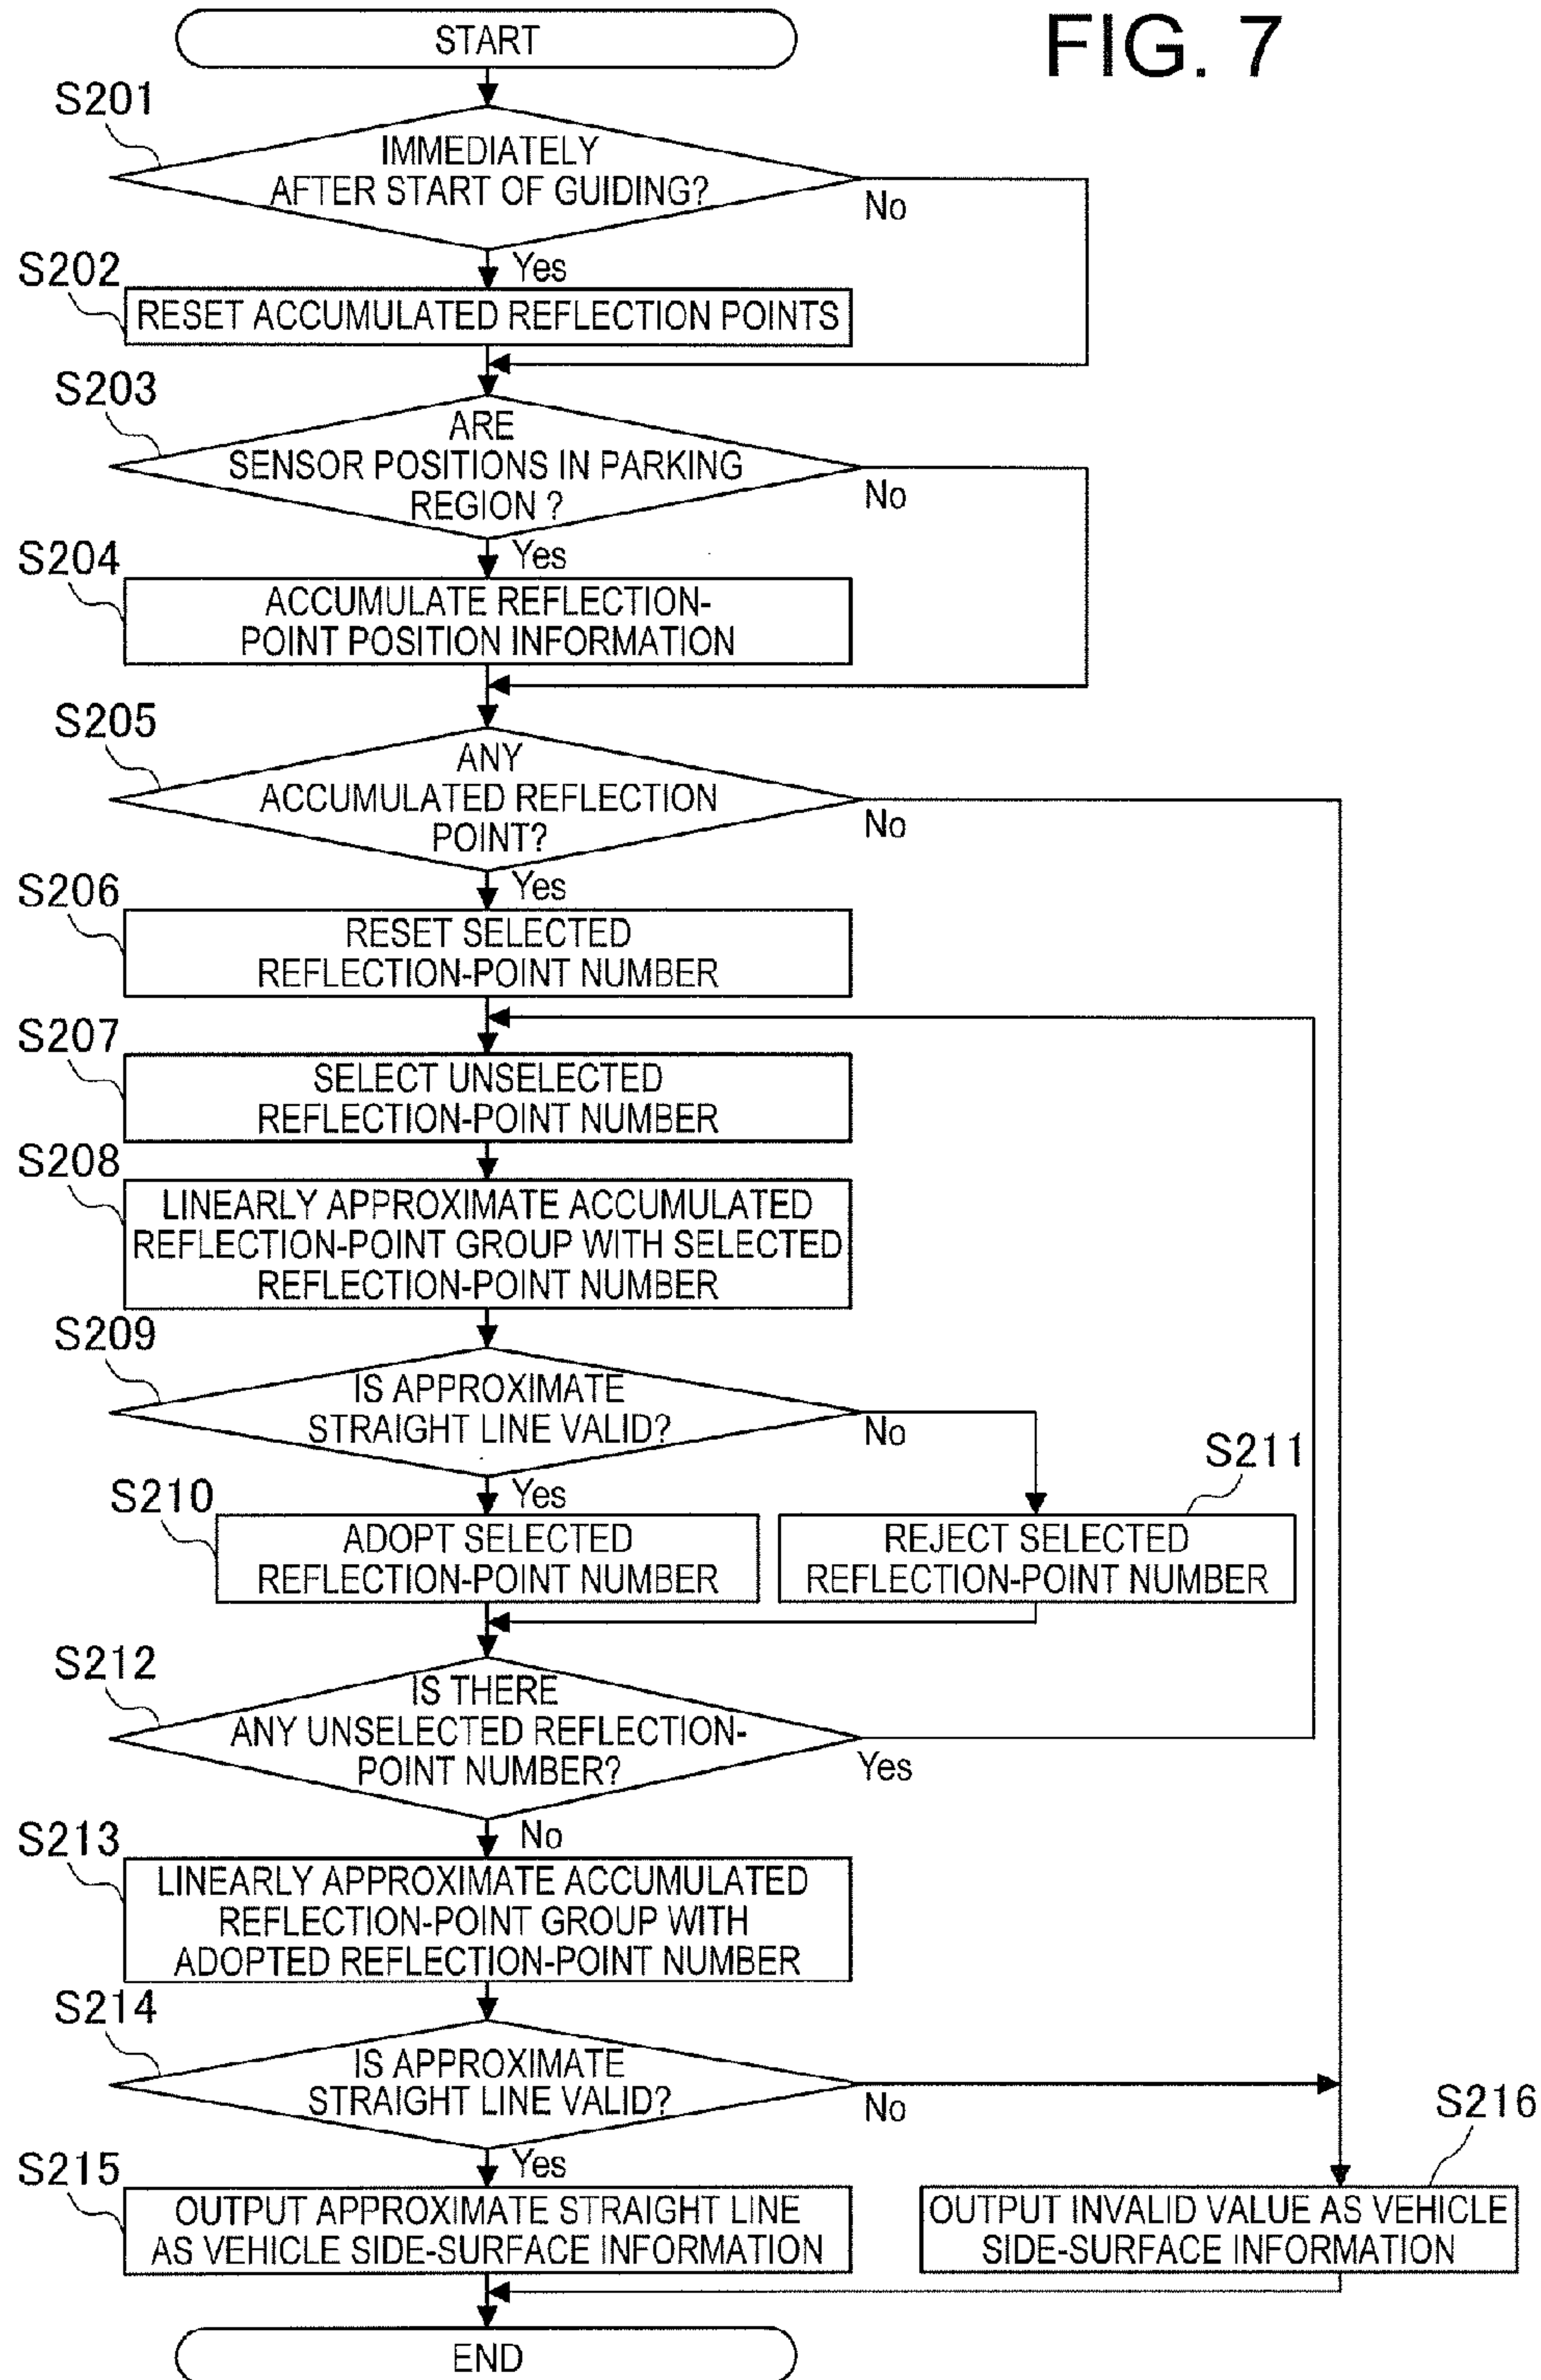 FIG. 7
START
S201
IMMEDIATELY
AFTER START OF GUIDING?
No
Yes
S202
RESET ACCUMULATED REFLECTION POINTS
S203
ARE
SENSOR POSITIONS IN PARKING
REGION ?
No
Yes
S204
ACCUMULATE REFLECTION-
POINT POSITION INFORMATION
S205
ANY
ACCUMULATED REFLECTION
POINT?
No
Yes
S206
RESET SELECTED
REFLECTION-POINT NUMBER
S207
SELECT UNSELECTED
REFLECTION-POINT NUMBER
S208
LINEARLY APPROXIMATE ACCUMULATED
REFLECTION-POINT GROUP WITH SELECTED
REFLECTION-POINT NUMBER
S209
IS APPROXIMATE
STRAIGHT LINE VALID?
No
Yes
S210
ADOPT SELECTED
REFLECTION-POINT NUMBER
S211
REJECT SELECTED
REFLECTION-POINT NUMBER
S212
IS THERE
ANY UNSELECTED REFLECTION-
POINT NUMBER?
Yes
No
S213
LINEARLY APPROXIMATE ACCUMULATED
REFLECTION-POINT GROUP WITH
ADOPTED REFLECTION-POINT NUMBER
S214
IS APPROXIMATE
STRAIGHT LINE VALID?
No
Yes
S215
OUTPUT APPROXIMATE STRAIGHT LINE
AS VEHICLE SIDE-SURFACE INFORMATION
S216
OUTPUT INVALID VALUE AS VEHICLE
SIDE-SURFACE INFORMATION
END